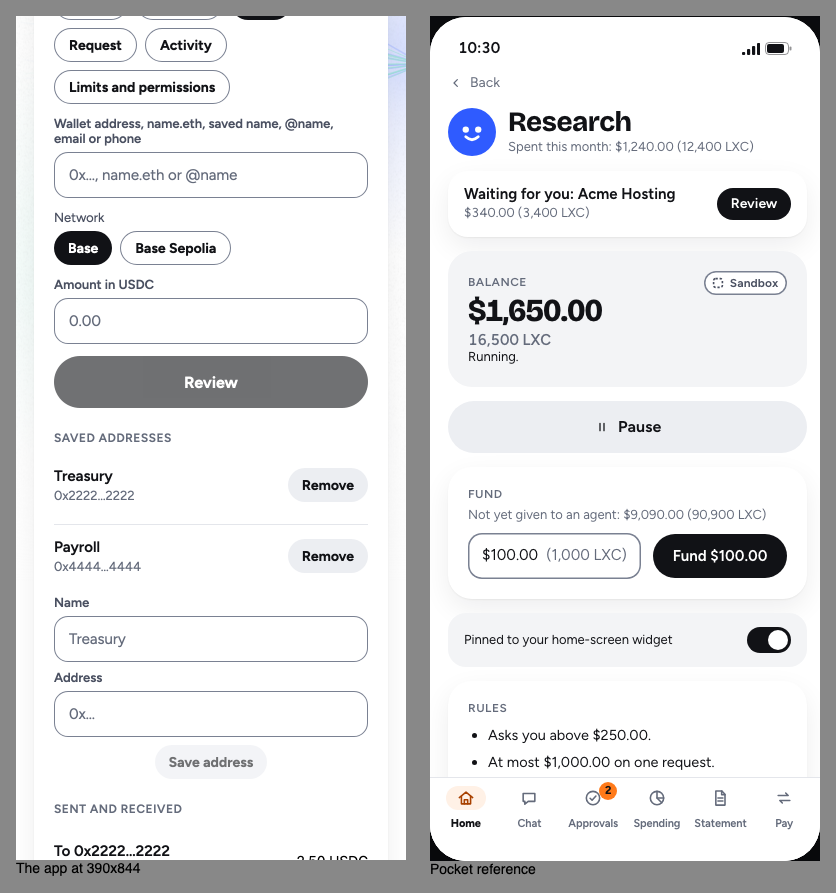 Request
Activity
Limits and permissions
Wallet address, name.eth, saved name, @name,
email or phone
0x..., name.eth or @name
Network
Base
Base Sepolia
Amount in USDC
0.00
Review
SAVED ADDRESSES
Treasury
0x2222...2222
Remove
Payroll
0x4444...4444
Remove
Name
Treasury
Address
0x...
Save address
SENT AND RECEIVED
To 0x2222...2222
2.50 USDC
The app at 390x844
10:30
Back
Research
Spent this month: $1,240.00 (12,400 LXC)
Waiting for you: Acme Hosting
$340.00 (3,400 LXC)
Review
BALANCE
Sandbox
$1,650.00
16,500 LXC
Running.
Pause
FUND
Not yet given to an agent: $9,090.00 (90,900 LXC)
$100.00 (1,000 LXC)
Fund $100.00
Pinned to your home-screen widget
RULES
• Asks you above $250.00.
• At most $1,000.00 on one request.
2
Home
Chat
Approvals
Spending
Statement
Pay
Pocket reference